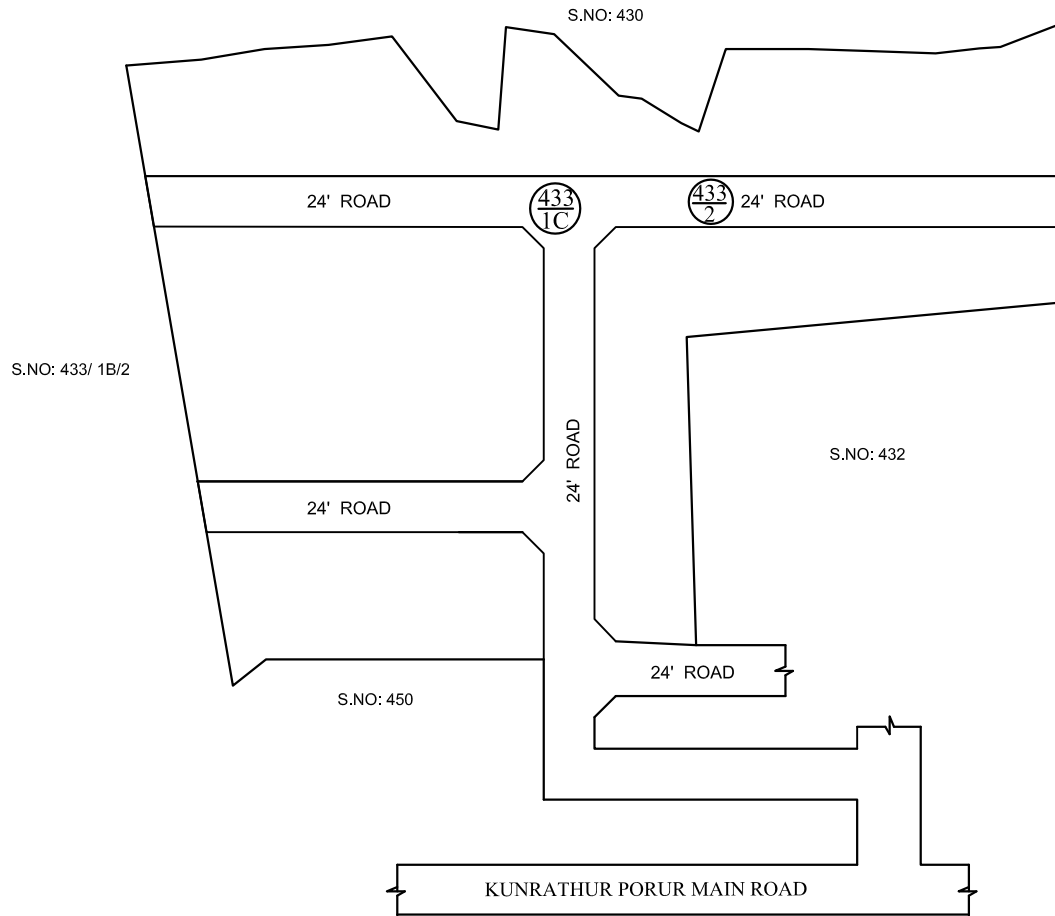 S.NO: 430
24' ROAD
433
1C
433
2
24' ROAD
S.NO: 433/ 1B/2
24' ROAD
S.NO: 432
24' ROAD
24' ROAD
S.NO: 450
KUNRATHUR PORUR MAIN ROAD